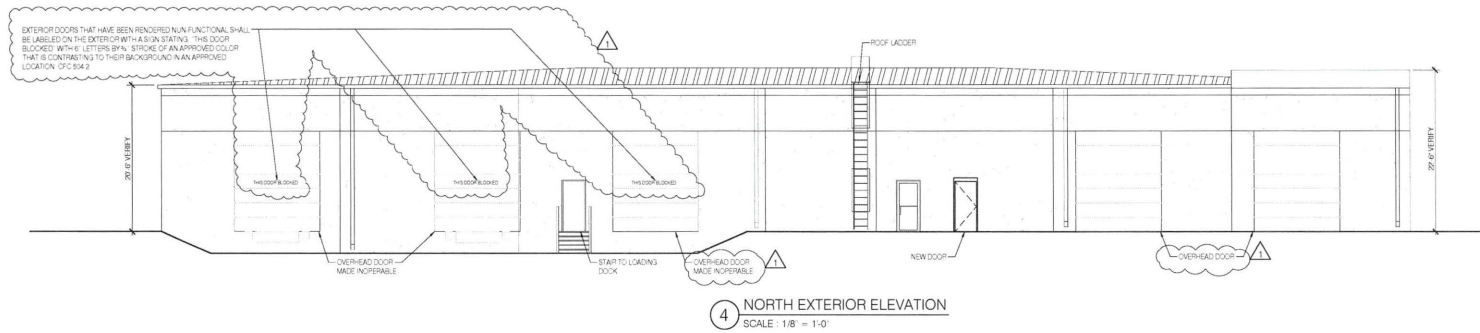 EXTERIOR DOORS THAT HAVE BEEN RENDERED NUN-FUNCTIONAL SHALL
BE LABELED ON THE EXTERIOR WITH A SIGN STATING, "THIS DOOR
BLOCKED" WITH 6" LETTERS BY ¾" STROKE OF AN APPROVED COLOR
THAT IS CONTRASTING TO THEIR BACKGROUND IN AN APPROVED
LOCATION CFC 504.2
1
ROOF LADDER
20'-6" VERIFY
22'-6" VERIFY
THIS DOOR BLOCKED
THIS DOOR BLOCKED
THIS DOOR BLOCKED
OVERHEAD DOOR
MADE INOPERABLE
STAIR TO LOADING
DOCK
OVERHEAD DOOR
MADE INOPERABLE
1
NEW DOOR
OVERHEAD DOOR
1
4
NORTH EXTERIOR ELEVATION
SCALE : 1/8" = 1'-0"